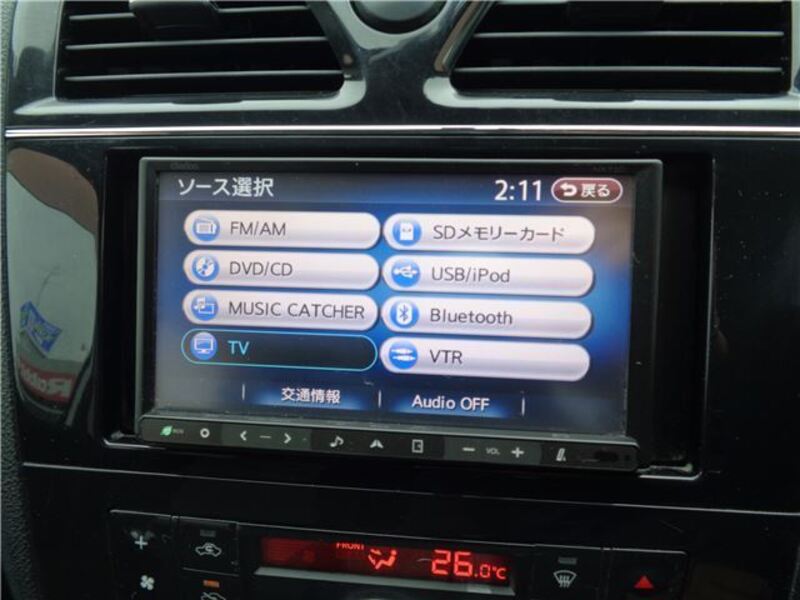 clarion
ソース選択 2:11 戻る
FM/AM SDメモリーカード
DVD/CD USB/iPod
MUSIC CATCHER Bluetooth
TV VTR
交通情報 Audio OFF
VOL
FRONT
26.0℃